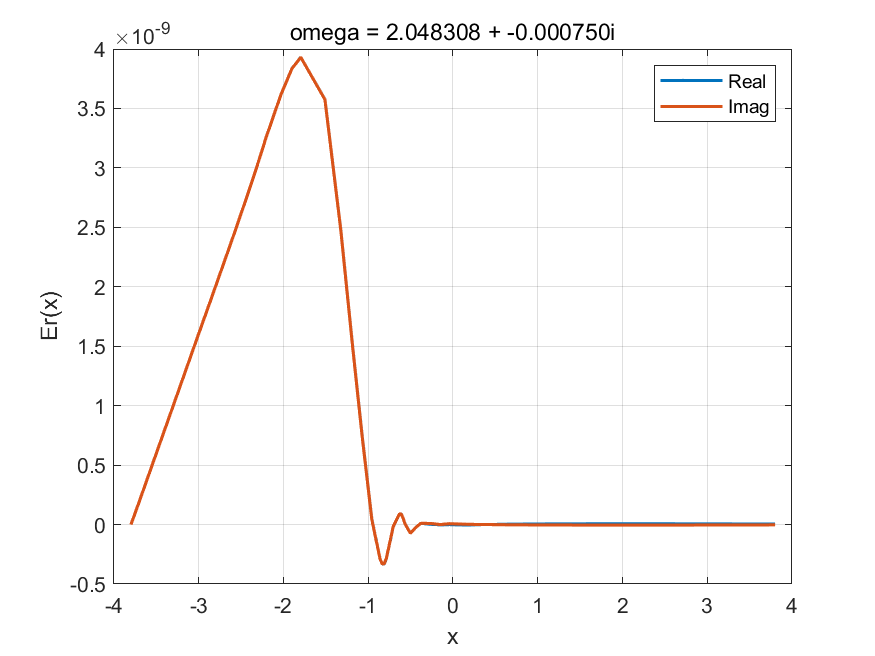 ×10⁻⁹
omega = 2.048308 + -0.000750i
4
3.5
3
2.5
2
1.5
1
0.5
0
-0.5
Er(x)
Real
Imag
-4 -3 -2 -1 0 1 2 3 4
x